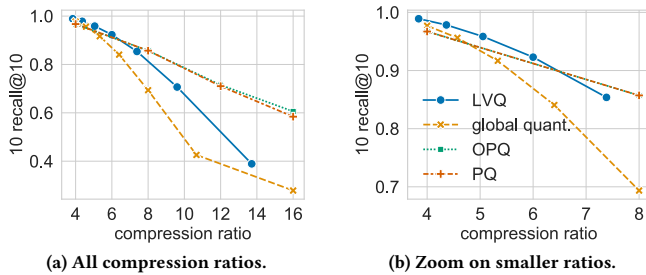 1.0
0.8
0.6
0.4
10 recall@10
4 6 8 10 12 14 16
compression ratio
(a) All compression ratios.
1.0
0.9
0.8
0.7
10 recall@10
LVQ
global quant.
OPQ
PQ
4 5 6 7 8
compression ratio
(b) Zoom on smaller ratios.